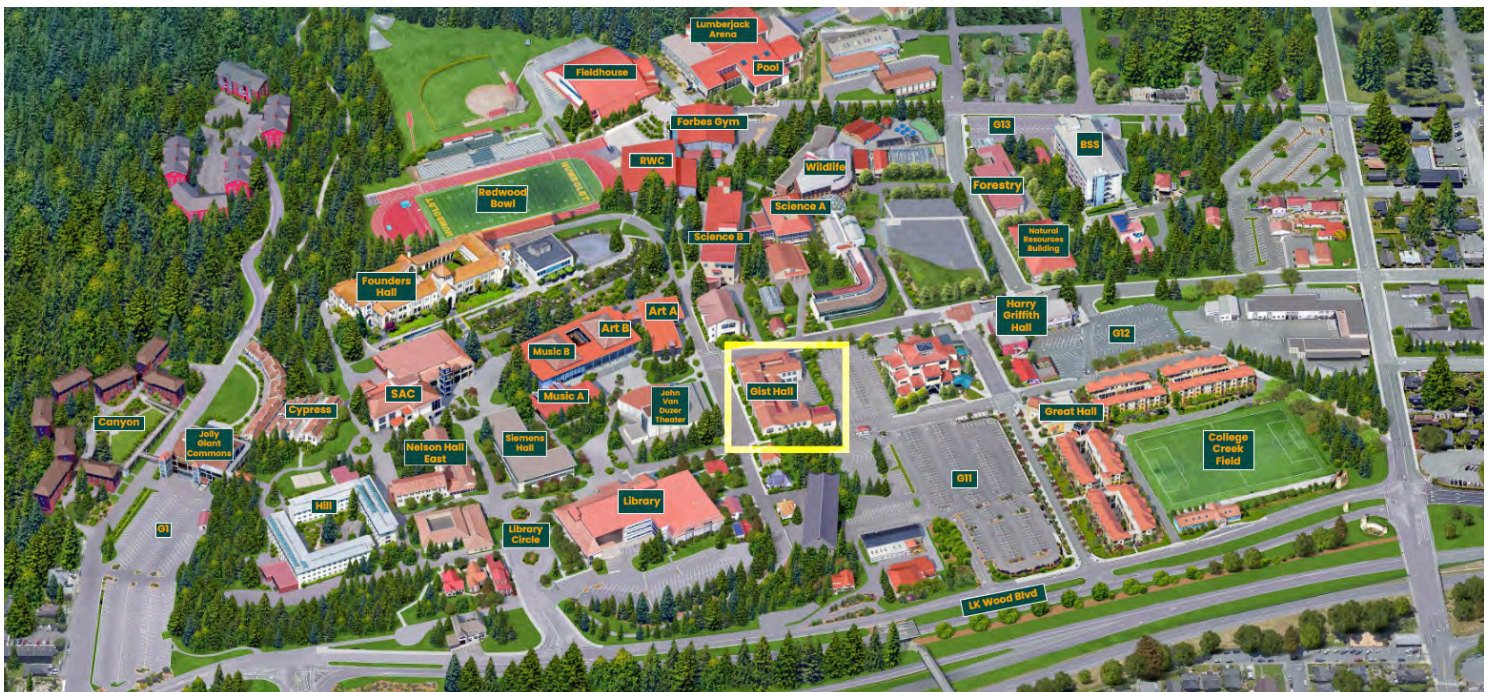 Lumberjack
Arena
Pool
Fieldhouse
Forbes Gym
G13
BSS
RWC
Wildlife
Redwood
Bowl
HUMBOLDT
HUMBOLDT
Forestry
Science A
Science B
Natural
Resources
Building
Founders
Hall
Art A
Art B
Music B
Harry
Griffith
Hall
G12
Gist Hall
SAC
Music A
John
Van
Duzer
Theater
Cypress
Canyon
Great Hall
Jolly
Giant
Commons
Nelson Hall
East
Siemens
Hall
College
Creek
Field
G11
Hill
Library
G1
Library
Circle
LK Wood Blvd